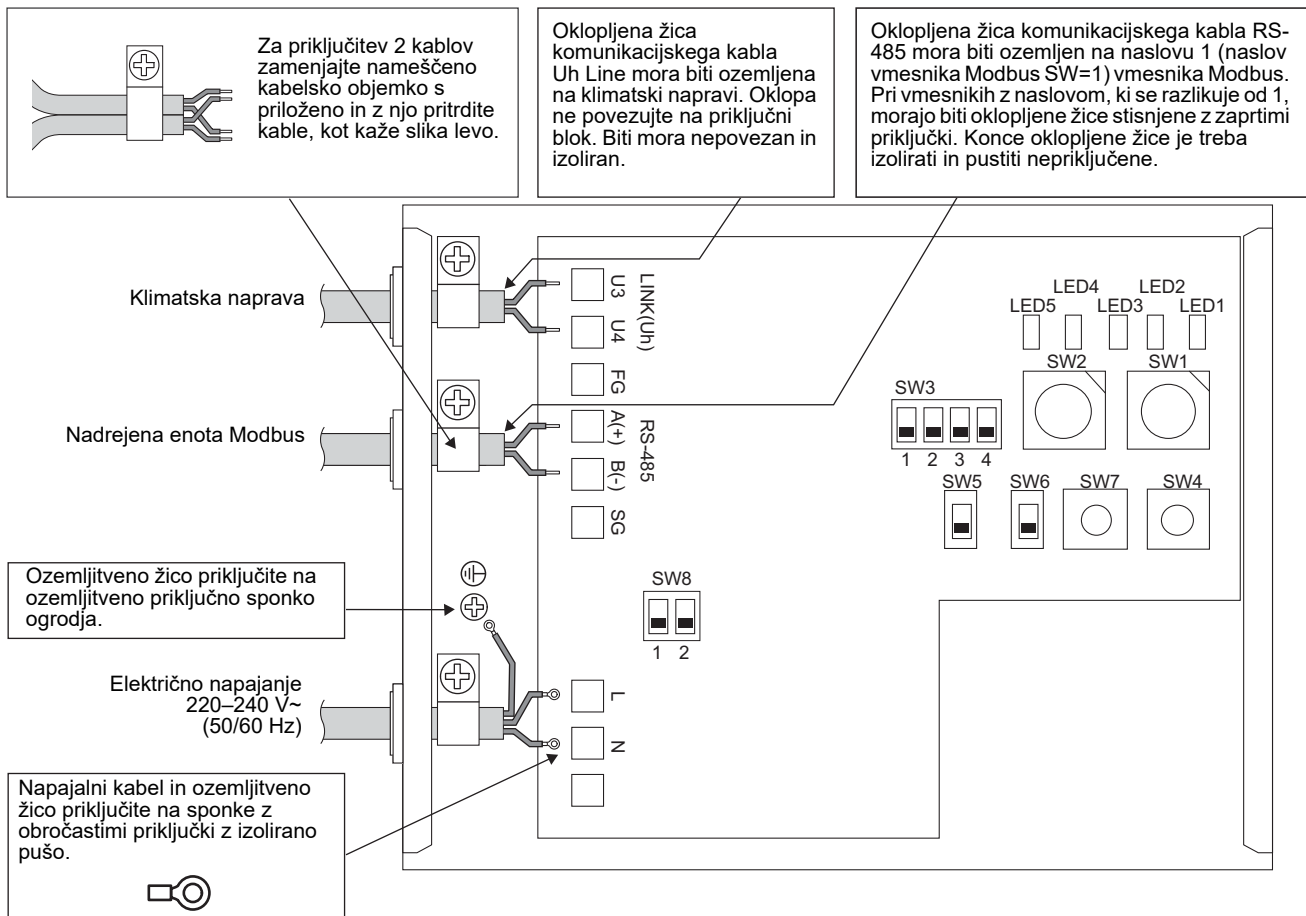 Za priključitev 2 kablov
zamenjajte nameščeno
kabelsko objemko s
priloženo in z njo pritrdite
kable, kot kaže slika levo.
Oklopljena žica
komunikacijskega kabla
Uh Line mora biti ozemljena
na klimatski napravi. Oklopa,
ne povezujte na priključni
blok. Biti mora nepovezan in
izoliran.
Oklopljena žica komunikacijskega kabla RS-
485 mora biti ozemljen na naslovu 1 (naslov
vmesnika Modbus SW=1) vmesnika Modbus.
Pri vmesnikih z naslovom, ki se razlikuje od 1,
morajo biti oklopljene žice stisnjene z zaprtimi
priključki. Konce oklopljene žice je treba
izolirati in pustiti nepriključene.
Klimatska naprava
U3
U4
LINK(Uh)
FG
Nadrejena enota Modbus
A(+)
B(-)
RS-485
SG
LED4
LED2
LED5
LED3
LED1
SW2
SW1
SW3
1 2 3 4
SW5
SW6
SW7
SW4
Ozemljitveno žico priključite na
ozemljitveno priključno sponko
ogrodja.
SW8
1 2
Električno napajanje
220–240 V~
(50/60 Hz)
L
N
Napajalni kabel in ozemljitveno
žico priključite na sponke z
obročastimi priključki z izolirano
pušo.